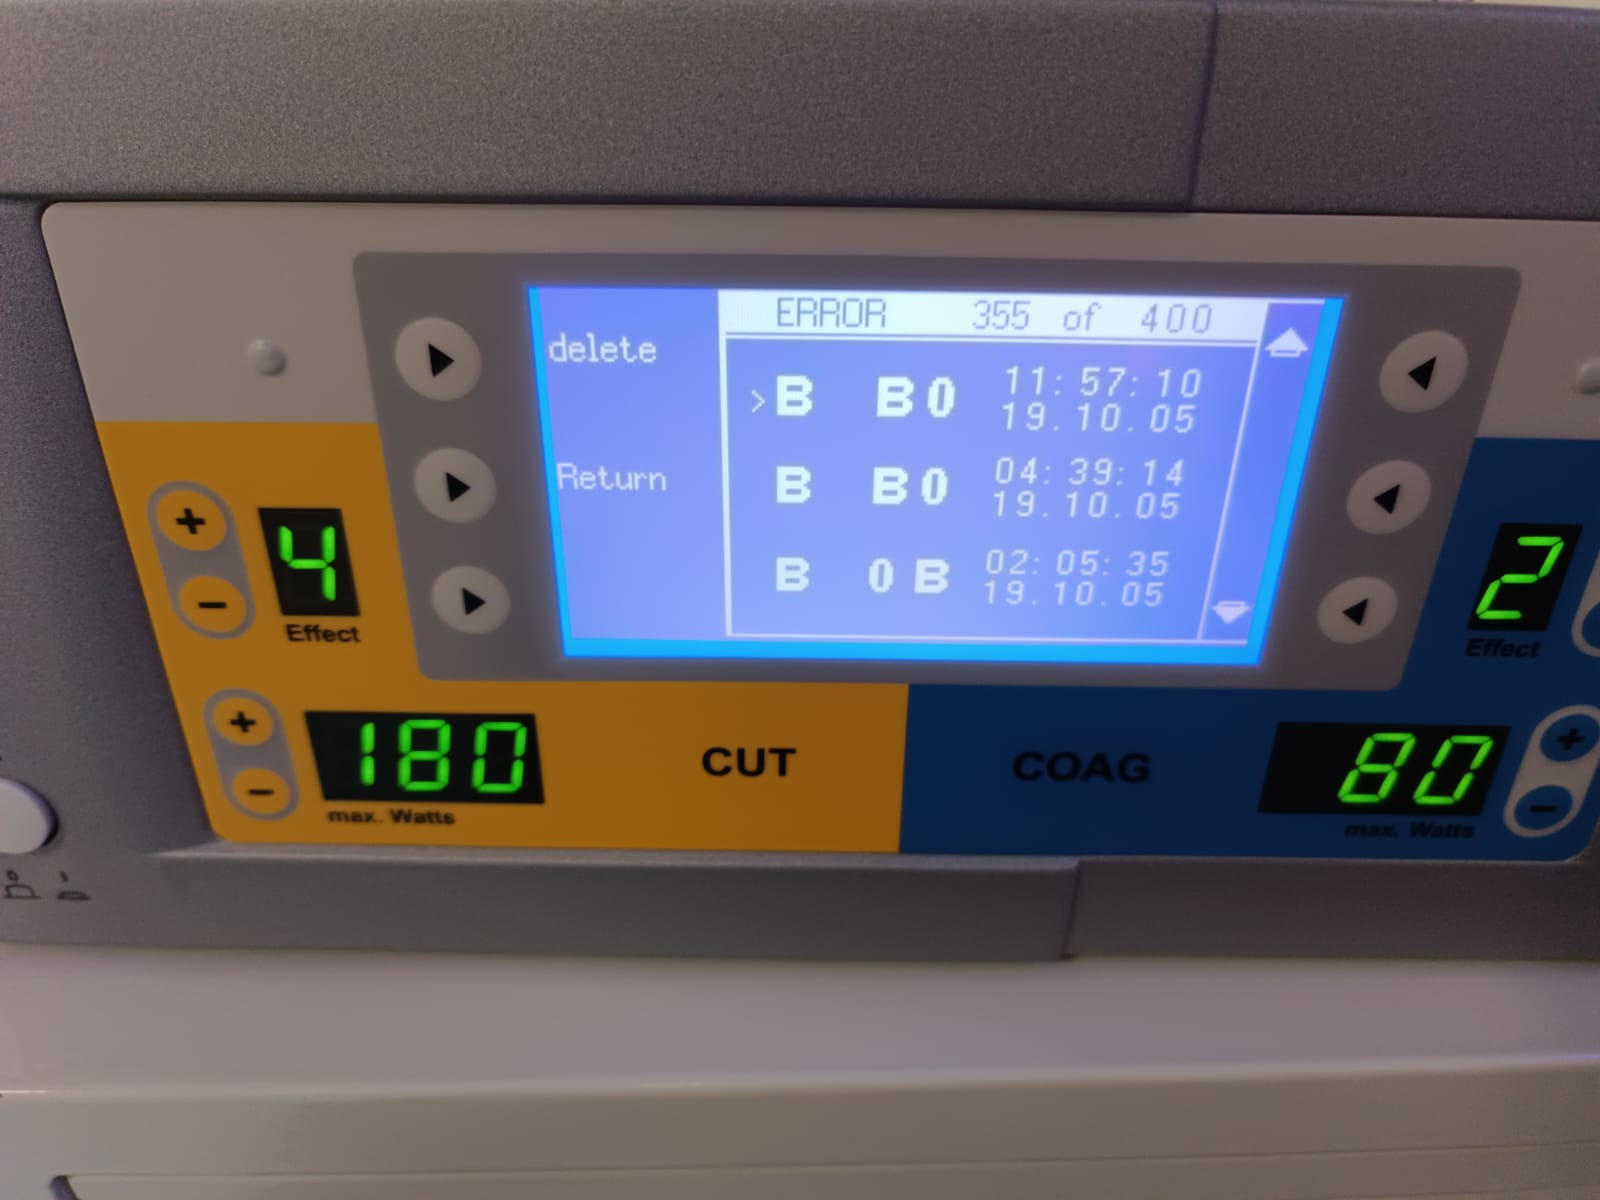 ERROR 355 of 400
delete
>B B0 11:57:10
19.10.05
Return
B B0 04:39:14
19.10.05
B 0B 02:05:35
19.10.05
+
-
4
Effect
2
Effect
+
-
180
max. Watts
CUT
COAG
80
max. Watts
+
-